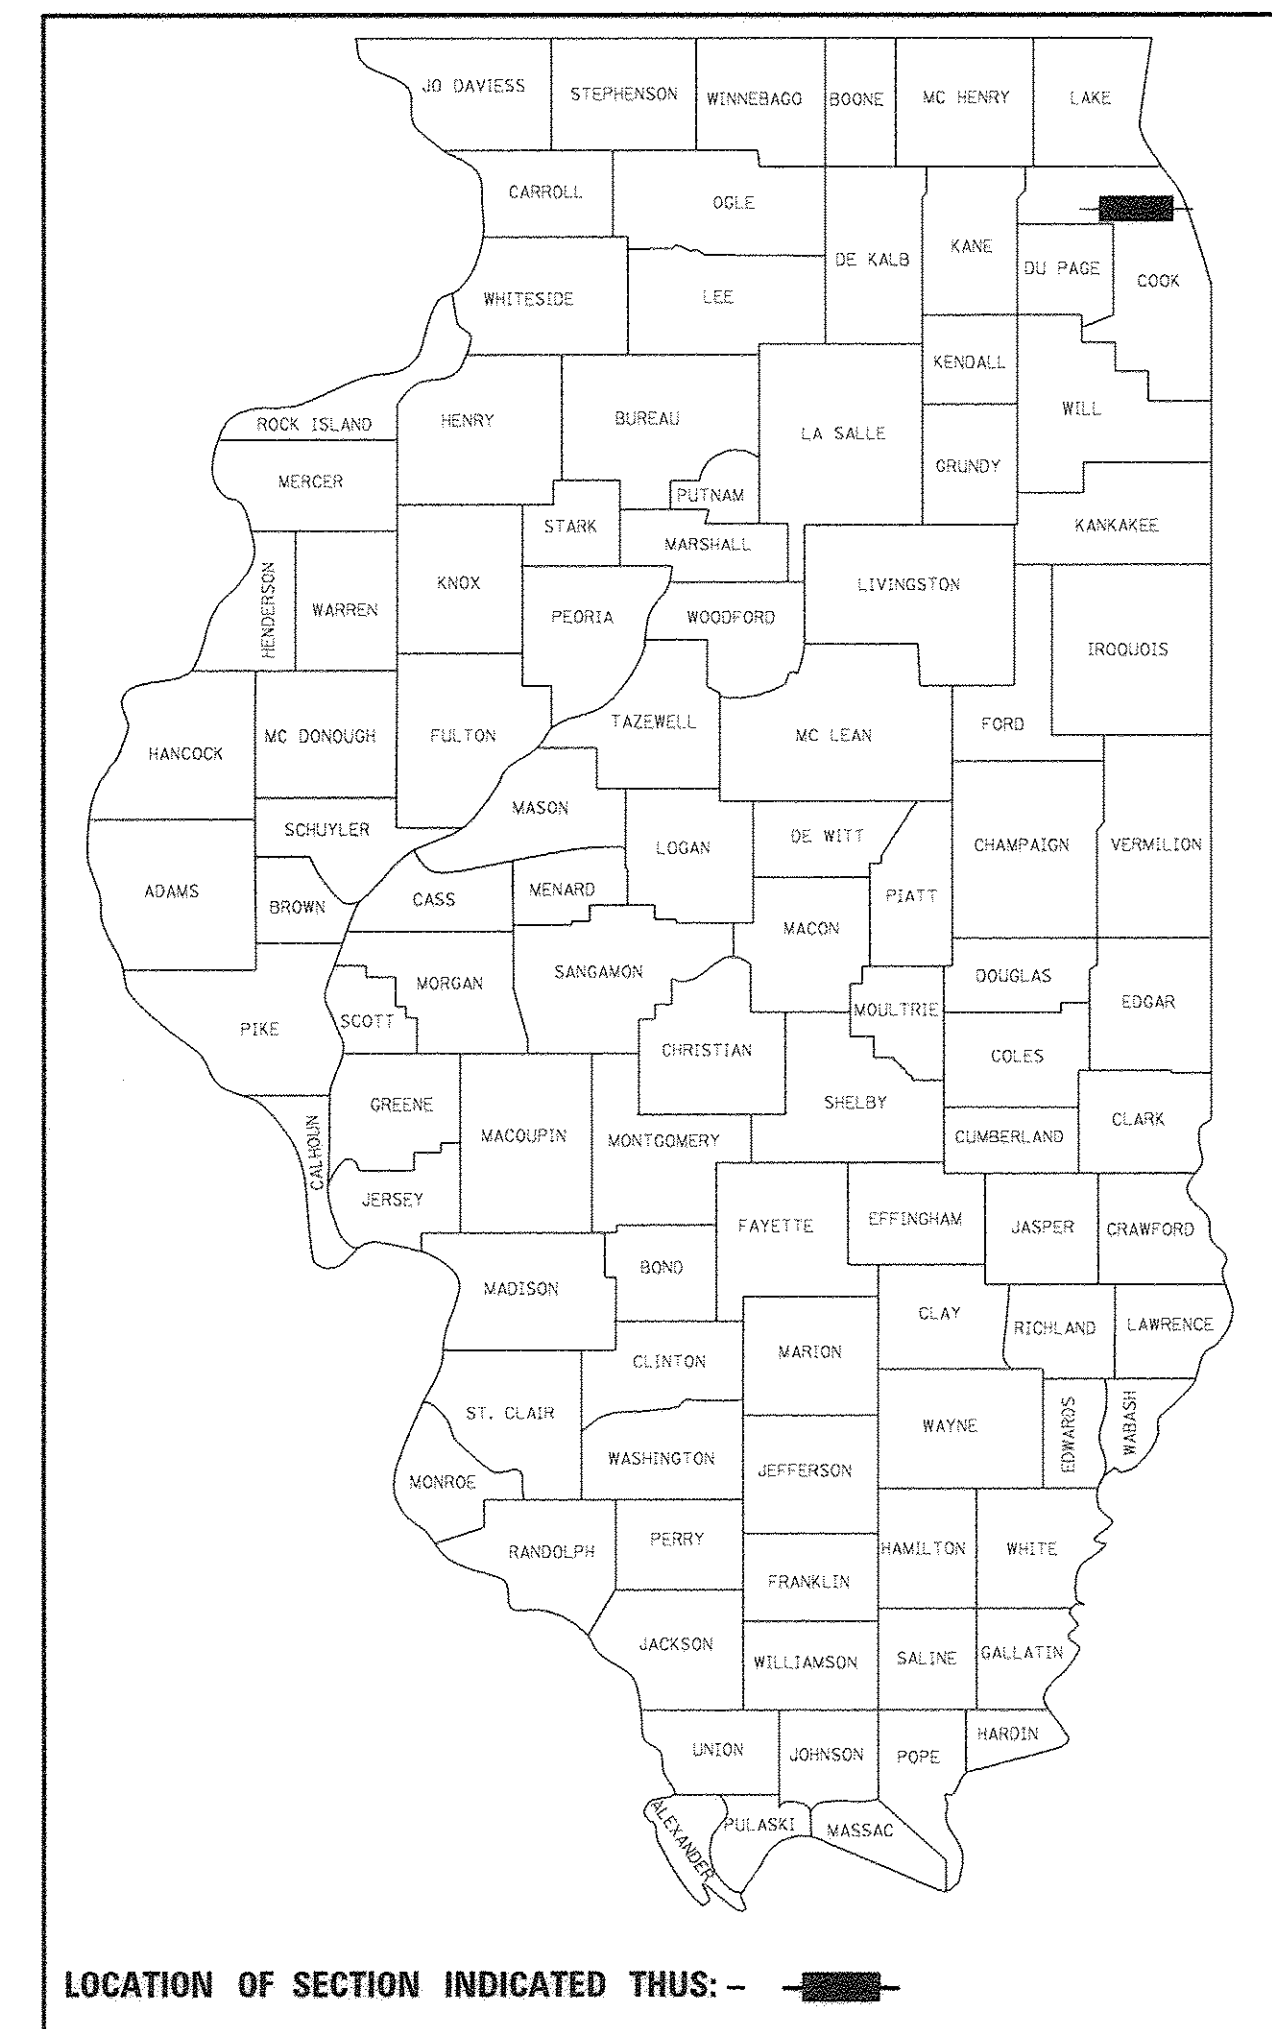 JO DAVIESS
STEPHENSON
WINNEBAGO
BOONE
MC HENRY
LAKE
CARROLL
OGLE
DE KALB
KANE
DU PAGE
COOK
WHITESIDE
LEE
KENDALL
ROCK ISLAND
HENRY
BUREAU
LA SALLE
WILL
GRUNDY
MERCER
PUTNAM
STARK
MARSHALL
KANKAKEE
HENDERSON
WARREN
KNOX
PEORIA
WOODFORD
LIVINGSTON
IROQUOIS
HANCOCK
MC DONOUGH
FULTON
TAZEWELL
MC LEAN
FORD
MASON
SCHUYLER
LOGAN
DE WITT
CHAMPAIGN
VERMILION
ADAMS
BROWN
CASS
MENARD
PIATT
MACON
MORGAN
SANGAMON
DOUGLAS
EDGAR
PIKE
SCOTT
CHRISTIAN
MOULTRIE
COLES
GREENE
MACOUPIN
MONTGOMERY
SHELBY
CUMBERLAND
CLARK
CALHOUN
JERSEY
FAYETTE
EFFINGHAM
JASPER
CRAWFORD
MADISON
BOND
CLAY
RICHLAND
LAWRENCE
CLINTON
MARION
ST. CLAIR
WAYNE
EDWARDS
WABASH
MONROE
WASHINGTON
JEFFERSON
RANDOLPH
PERRY
HAMILTON
WHITE
FRANKLIN
JACKSON
WILLIAMSON
SALINE
GALLATIN
UNION
JOHNSON
POPE
HARDIN
ALEXANDER
PULASKI
MASSAC
LOCATION OF SECTION INDICATED THUS: -